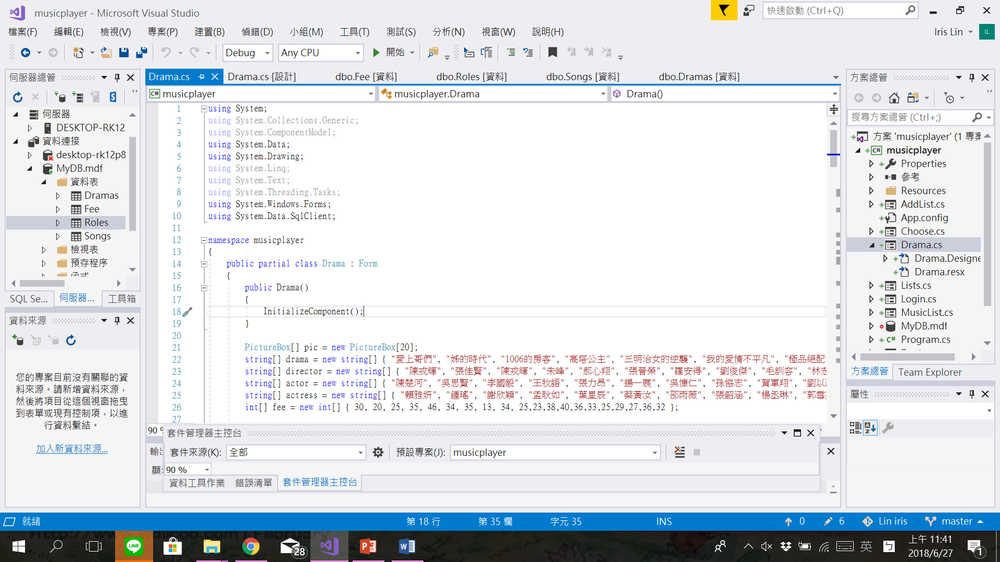 musicplayer - Microsoft Visual Studio
快速啟動 (Ctrl+Q)
檔案(F) 編輯(E) 檢視(V) 專案(P) 建置(B) 偵錯(D) 小組(M) 工具(T) 測試(S) 分析(N) 視窗(W) 說明(H)
Iris Lin IL
Debug Any CPU 開始
伺服器總管
伺服器
DESKTOP-RK12
資料連接
desktop-rk12p8
MyDB.mdf
資料表
Dramas
Fee
Roles
Songs
檢視表
預存程序
函式
SQL Se... 伺服器... 工具箱
資料來源
您的專案目前沒有關聯的資
料來源。請新增資料來源，
然後將項目從這個視窗拖曳
到表單或現有控制項，以進
行資料繫結。
加入新資料來源...
Drama.cs Drama.cs [設計] dbo.Fee [資料] dbo.Roles [資料] dbo.Songs [資料] dbo.Dramas [資料]
musicplayer musicplayer.Drama Drama()
1 using System;
2 using System.Collections.Generic;
3 using System.ComponentModel;
4 using System.Data;
5 using System.Drawing;
6 using System.Linq;
7 using System.Text;
8 using System.Threading.Tasks;
9 using System.Windows.Forms;
10 using System.Data.SqlClient;
11
12 namespace musicplayer
13 {
14 public partial class Drama : Form
15 {
16 public Drama()
17 {
18 InitializeComponent();
19 }
20
21 PictureBox[] pic = new PictureBox[20];
22 string[] drama = new string[] { "愛上哥們", "姊的時代", "1006的房客", "高塔公主", "三明治女的逆襲", "我的愛情不平凡", "極品絕配"
23 string[] director = new string[] { "陳戎煇", "張佳賢", "陳戎煇", "朱峰", "郝心翔", "張晉榮", "羅安得", "劉俊傑", "毛訓容", "林宏
24 string[] actor = new string[] { "陳楚河", "吳思賢", "李國毅", "王牧語", "張力昂", "揚一展", "吳慷仁", "孫協志", "賀軍翔", "劉以豪
25 string[] actress = new string[] { "賴雅妍", "鍾瑤", "謝欣穎", "孟耿如", "葉星辰", "蔡黃汝", "邵雨薇", "張韶涵", "楊丞琳", "郭雪芙
26 int[] fee = new int[] { 30, 20, 25, 35, 46, 34, 35, 13, 34, 25,23,38,40,36,33,25,29,27,36,32 };
27
90 %
套件管理器主控台
套件來源(K): 全部 預設專案(J): musicplayer
90 %
資料工具作業 錯誤清單 套件管理器主控台
方案總管
搜尋方案總管 (Ctrl+;)
方案 'musicplayer' (1 專案
musicplayer
Properties
參考
Resources
AddList.cs
App.config
Choose.cs
Drama.cs
Drama.Designe
Drama.resx
Lists.cs
Login.cs
MusicList.cs
MyDB.mdf
Program.cs
方案總管 Team Explorer
屬性
就緒 第 18 行 第 35 欄 字元 35 INS 0 6 Lin iris master
LINE 28 英 ㄅ 上午 11:41
2018/6/27 1